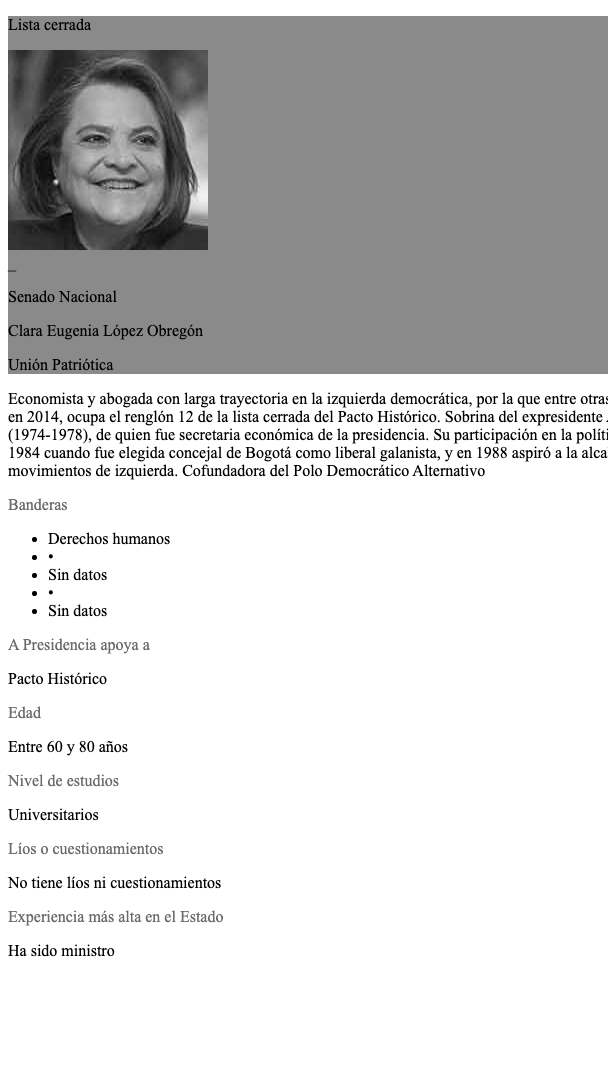 Lista cerrada
_
Senado Nacional
Clara Eugenia López Obregón
Unión Patriótica
Economista y abogada con larga trayectoria en la izquierda democrática, por la que entre otras
en 2014, ocupa el renglón 12 de la lista cerrada del Pacto Histórico. Sobrina del expresidente
(1974-1978), de quien fue secretaria económica de la presidencia. Su participación en la políti
1984 cuando fue elegida concejal de Bogotá como liberal galanista, y en 1988 aspiró a la alca
movimientos de izquierda. Cofundadora del Polo Democrático Alternativo
Banderas
• Derechos humanos
• •
• Sin datos
• •
• Sin datos
A Presidencia apoya a
Pacto Histórico
Edad
Entre 60 y 80 años
Nivel de estudios
Universitarios
Líos o cuestionamientos
No tiene líos ni cuestionamientos
Experiencia más alta en el Estado
Ha sido ministro